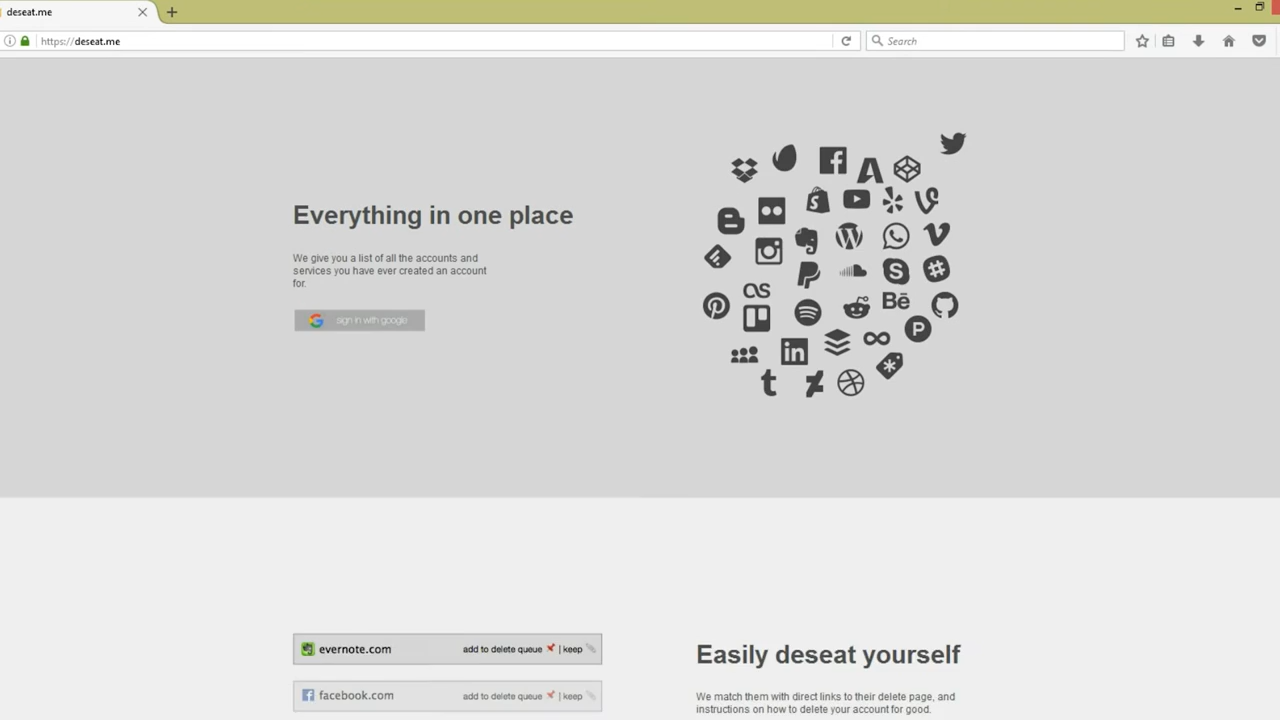 deseat.me
https://deseat.me
Search
Everything in one place
We give you a list of all the accounts and
services you have ever created an account
for.
sign in with google
evernote.com add to delete queue | keep
facebook.com add to delete queue | keep
Easily deseat yourself
We match them with direct links to their delete page, and
instructions on how to delete your account for good.